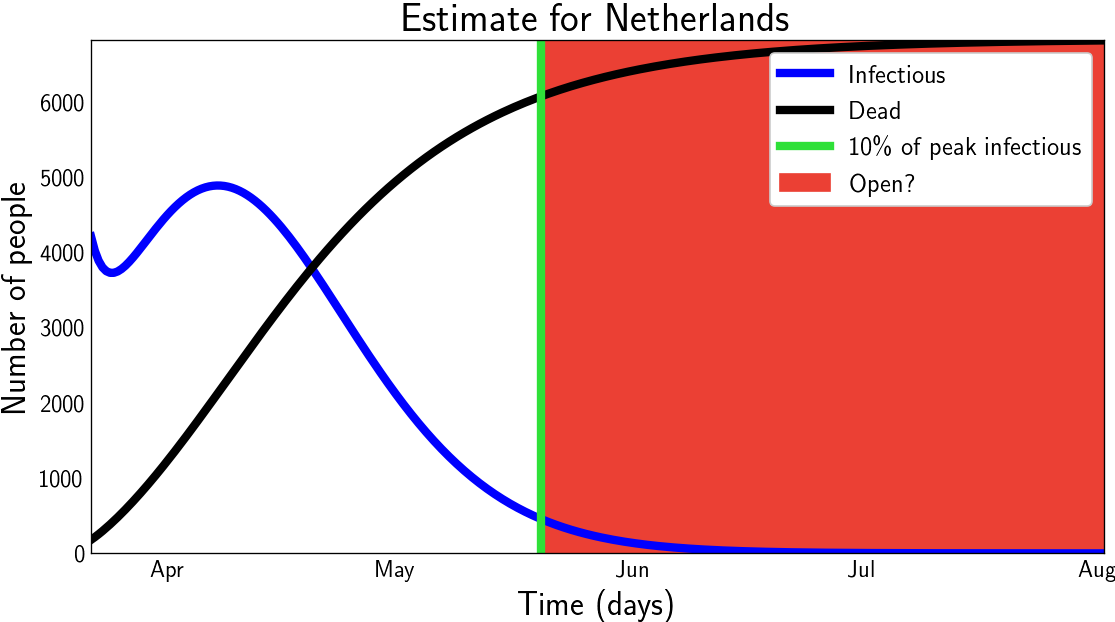 Estimate for Netherlands
Number of people
6000
5000
4000
3000
2000
1000
0
Infectious
Dead
10% of peak infectious
Open?
Apr May Jun Jul Aug
Time (days)